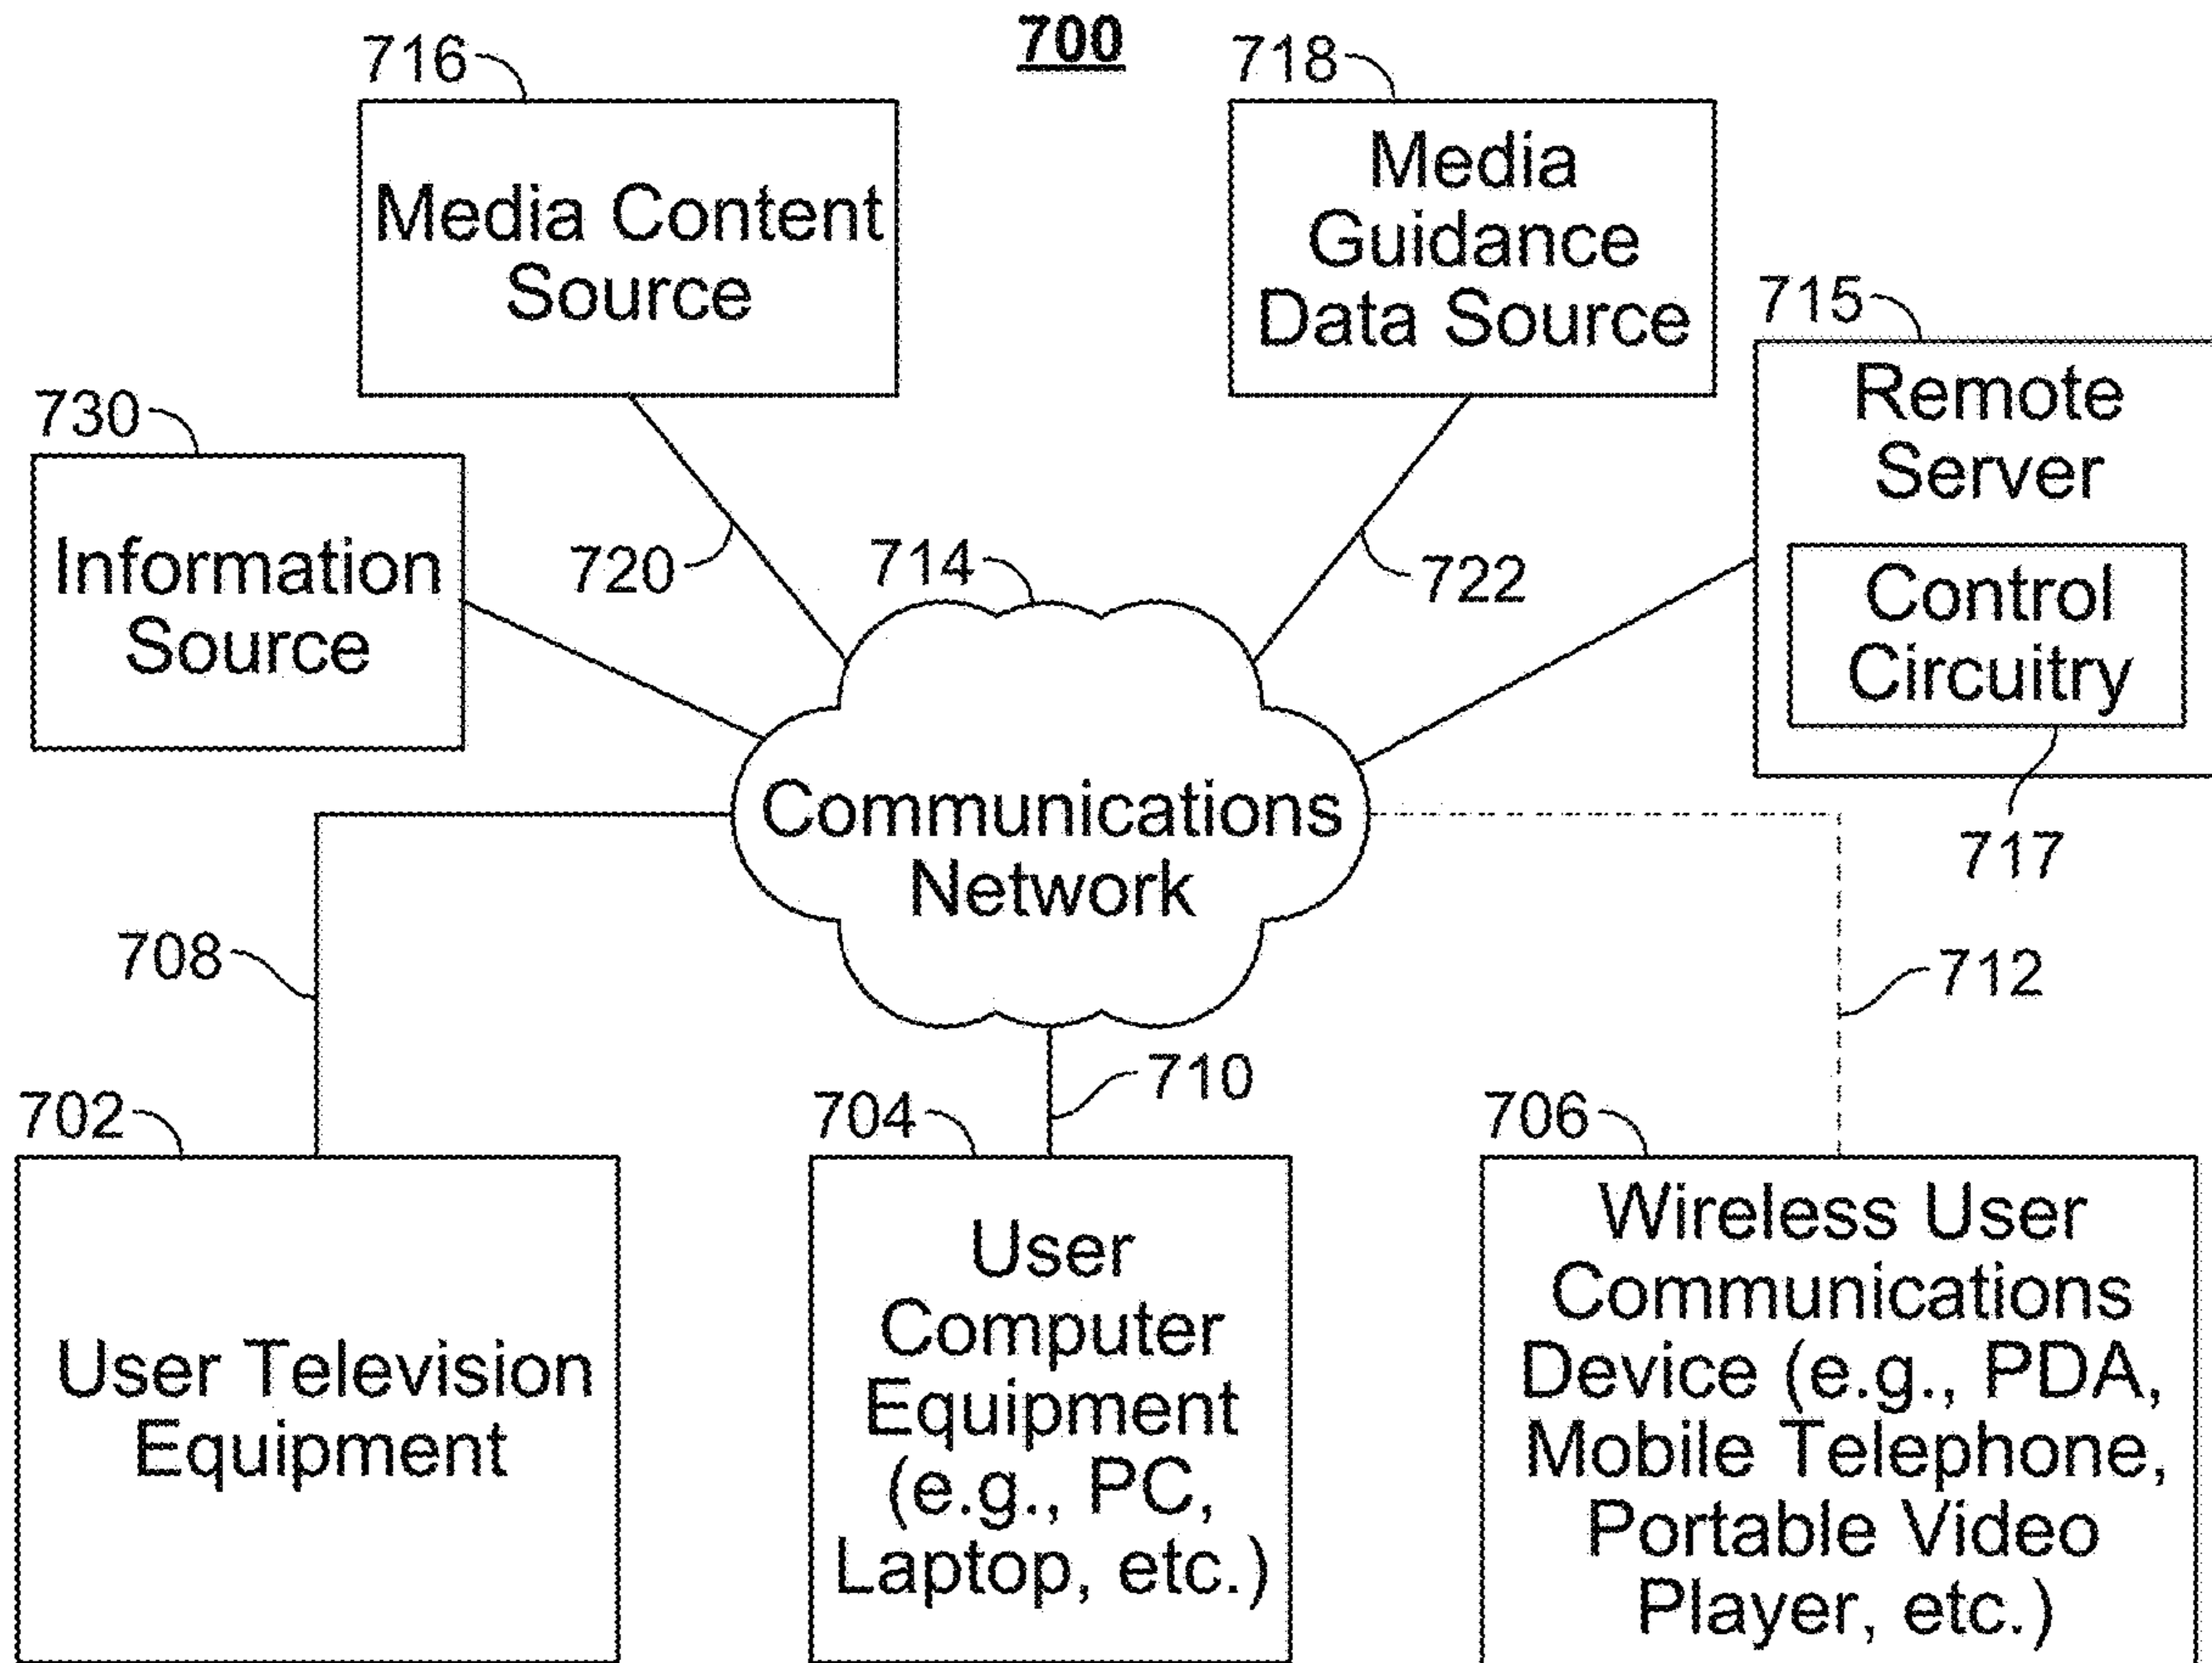 700
716
718
Media Content
Source
Media
Guidance
Data Source
715
Remote
Server
Control
Circuitry
717
730
Information
Source
720
714
722
Communications
Network
708
712
710
702
User Television
Equipment
704
User
Computer
Equipment
(e.g., PC,
Laptop, etc.)
706
Wireless User
Communications
Device (e.g., PDA,
Mobile Telephone,
Portable Video
Player, etc.)